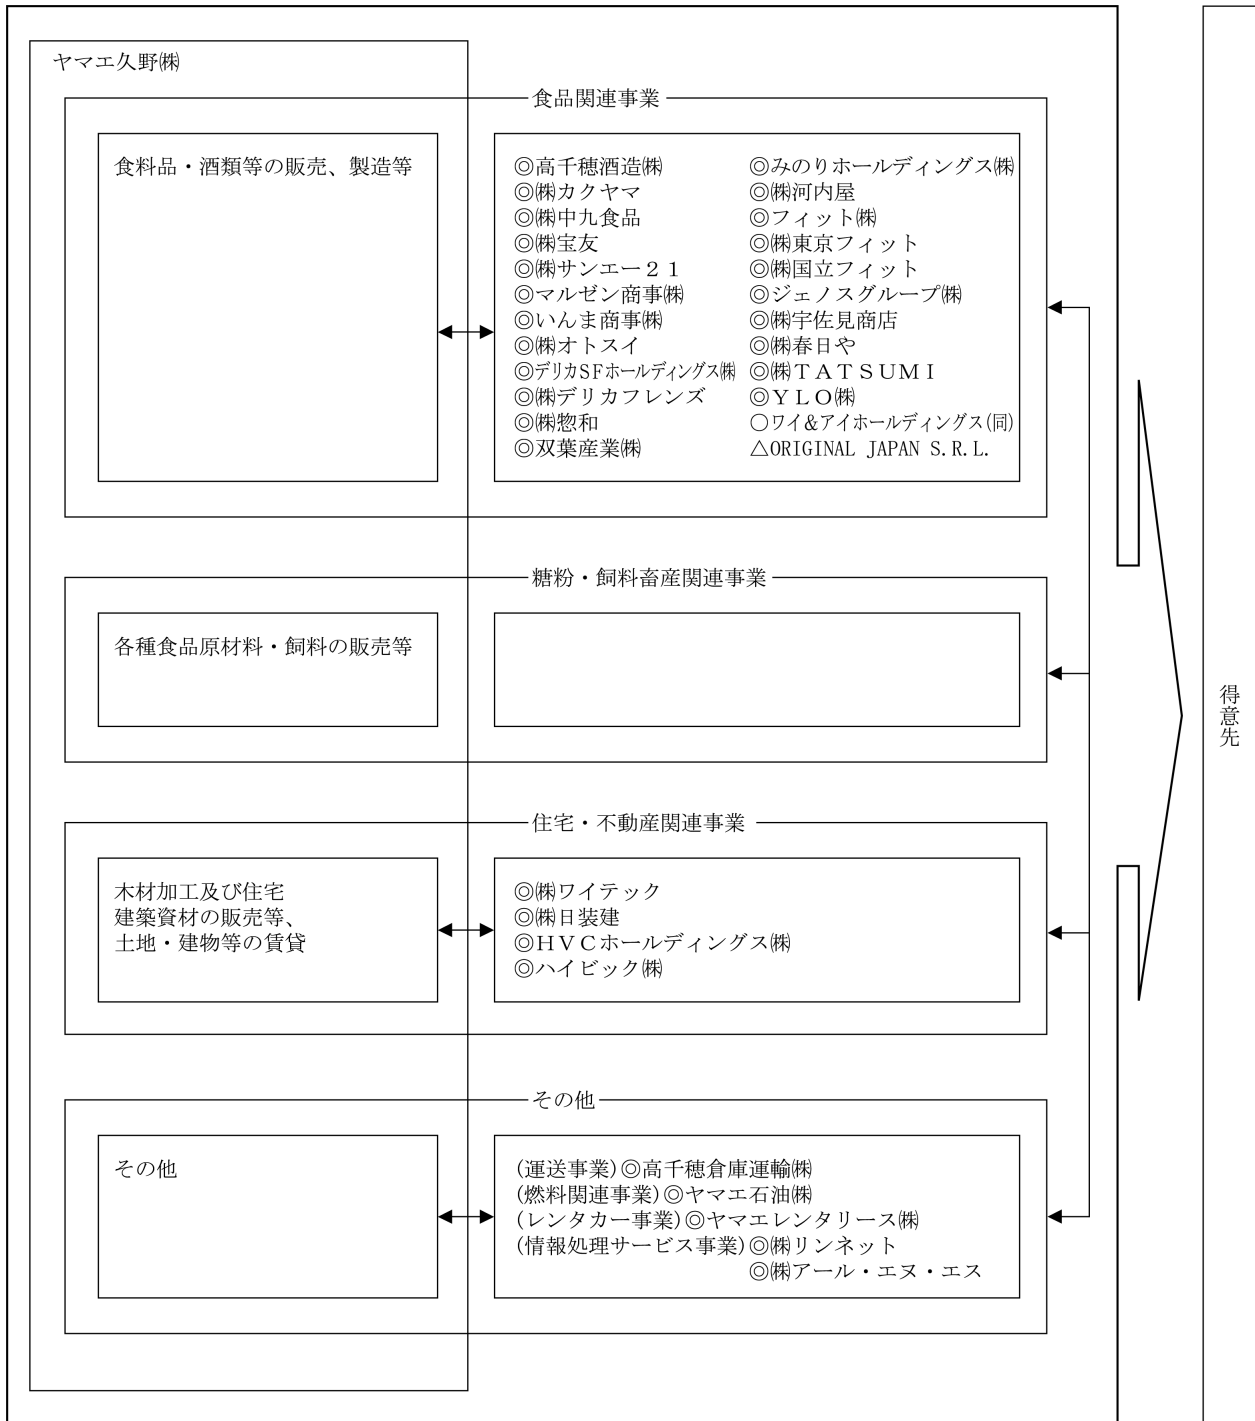 ヤマエ久野㈱
食品関連事業
食料品・酒類等の販売、製造等
◎高千穂酒造㈱
◎㈱カクヤマ
◎㈱中九食品
◎㈱宝友
◎㈱サンエー２１
◎マルゼン商事㈱
◎いんま商事㈱
◎㈱オトスイ
◎デリカSFホールディングス㈱
◎㈱デリカフレンズ
◎㈱惣和
◎双葉産業㈱
◎みのりホールディングス㈱
◎㈱河内屋
◎フィット㈱
◎㈱東京フィット
◎㈱国立フィット
◎ジェノスグループ㈱
◎㈱宇佐見商店
◎㈱春日や
◎㈱ＴＡＴＳＵＭＩ
◎ＹＬＯ㈱
○ワイ&アイホールディングス(同)
△ORIGINAL JAPAN S.R.L.
糖粉・飼料畜産関連事業
各種食品原材料・飼料の販売等
住宅・不動産関連事業
木材加工及び住宅
建築資材の販売等、
土地・建物等の賃貸
◎㈱ワイテック
◎㈱日装建
◎ＨＶＣホールディングス㈱
◎ハイビック㈱
その他
その他
(運送事業)◎高千穂倉庫運輸㈱
(燃料関連事業)◎ヤマエ石油㈱
(レンタカー事業)◎ヤマエレンタリース㈱
(情報処理サービス事業)◎㈱リンネット
◎㈱アール・エヌ・エス
得意先